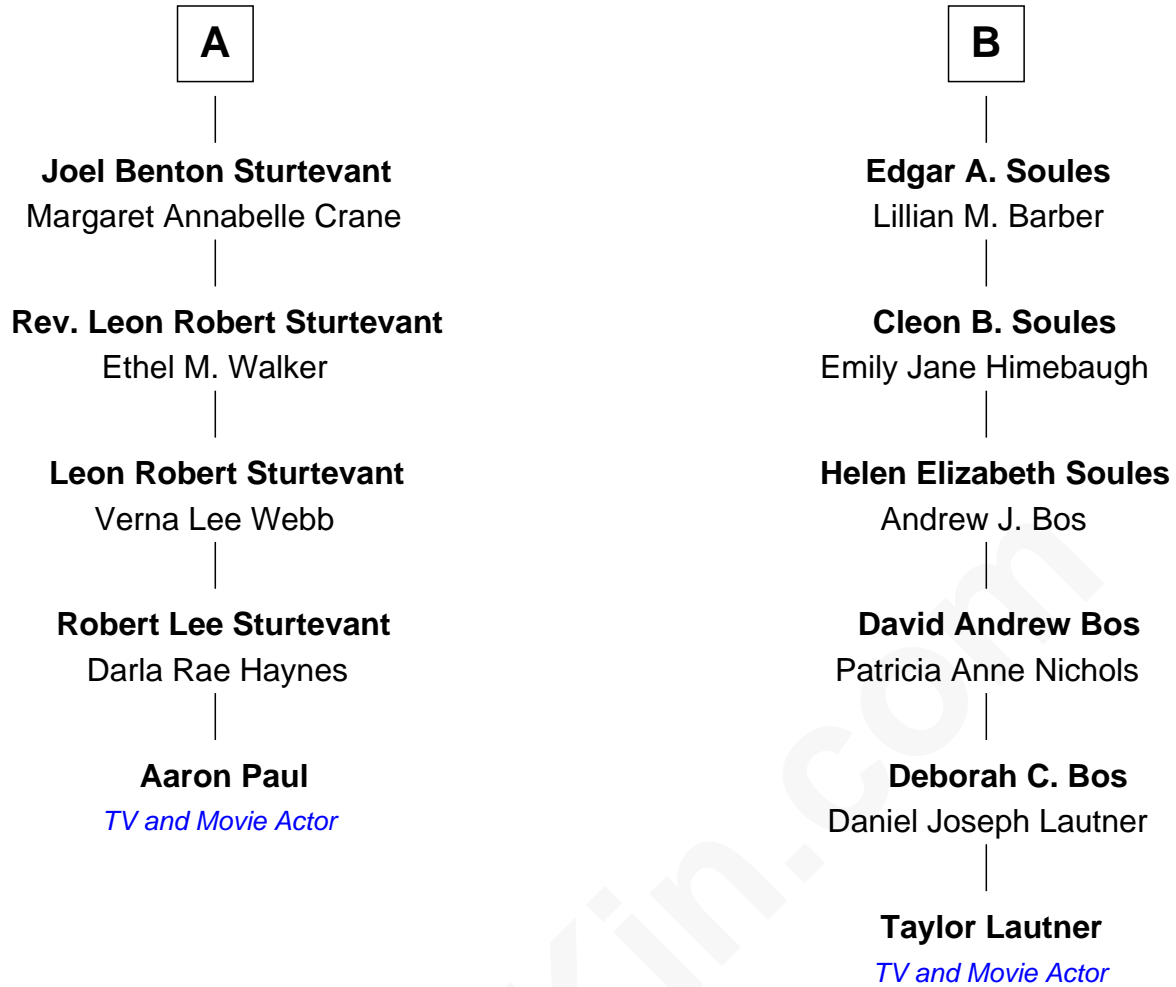 A
Joel Benton Sturtevant
Margaret Annabelle Crane
Rev. Leon Robert Sturtevant
Ethel M. Walker
Leon Robert Sturtevant
Verna Lee Webb
Robert Lee Sturtevant
Darla Rae Haynes
Aaron Paul
TV and Movie Actor
B
Edgar A. Soules
Lillian M. Barber
Cleon B. Soules
Emily Jane Himebaugh
Helen Elizabeth Soules
Andrew J. Bos
David Andrew Bos
Patricia Anne Nichols
Deborah C. Bos
Daniel Joseph Lautner
Taylor Lautner
TV and Movie Actor
Kin.com